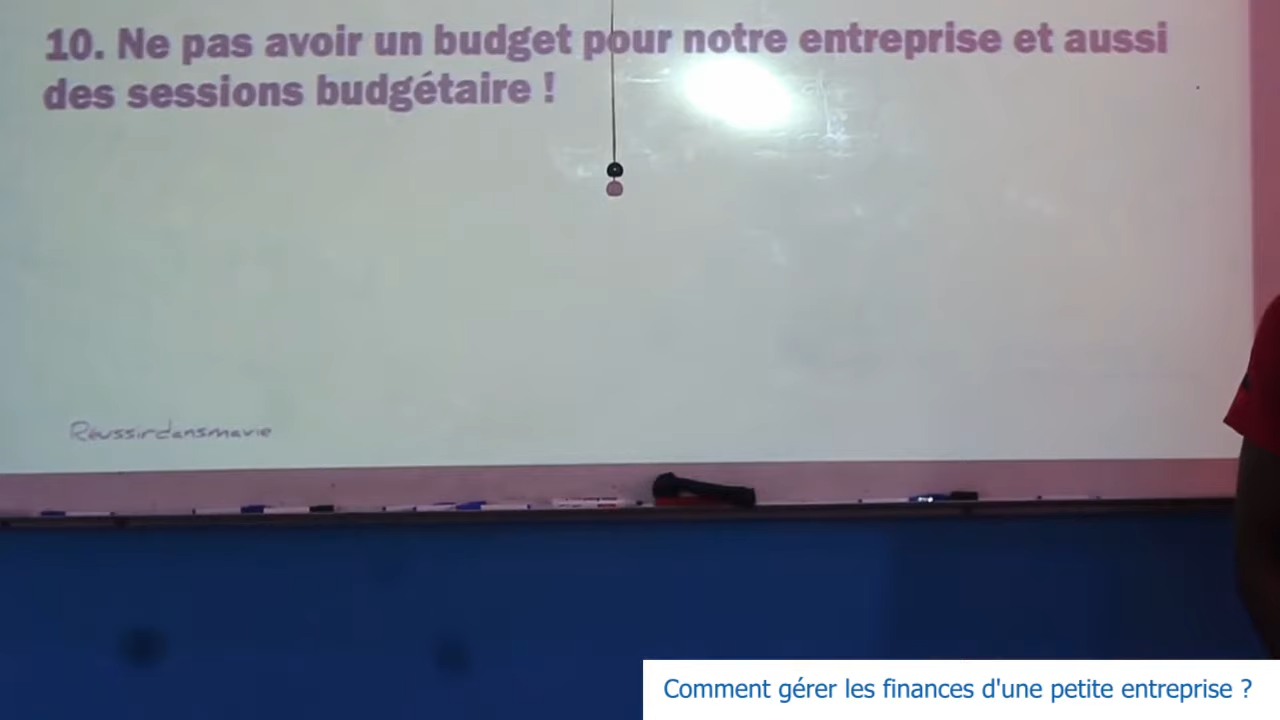 10. Ne pas avoir un budget pour notre entreprise et aussi
des sessions budgétaire !
Réussirdansmavie
Comment gérer les finances d'une petite entreprise ?